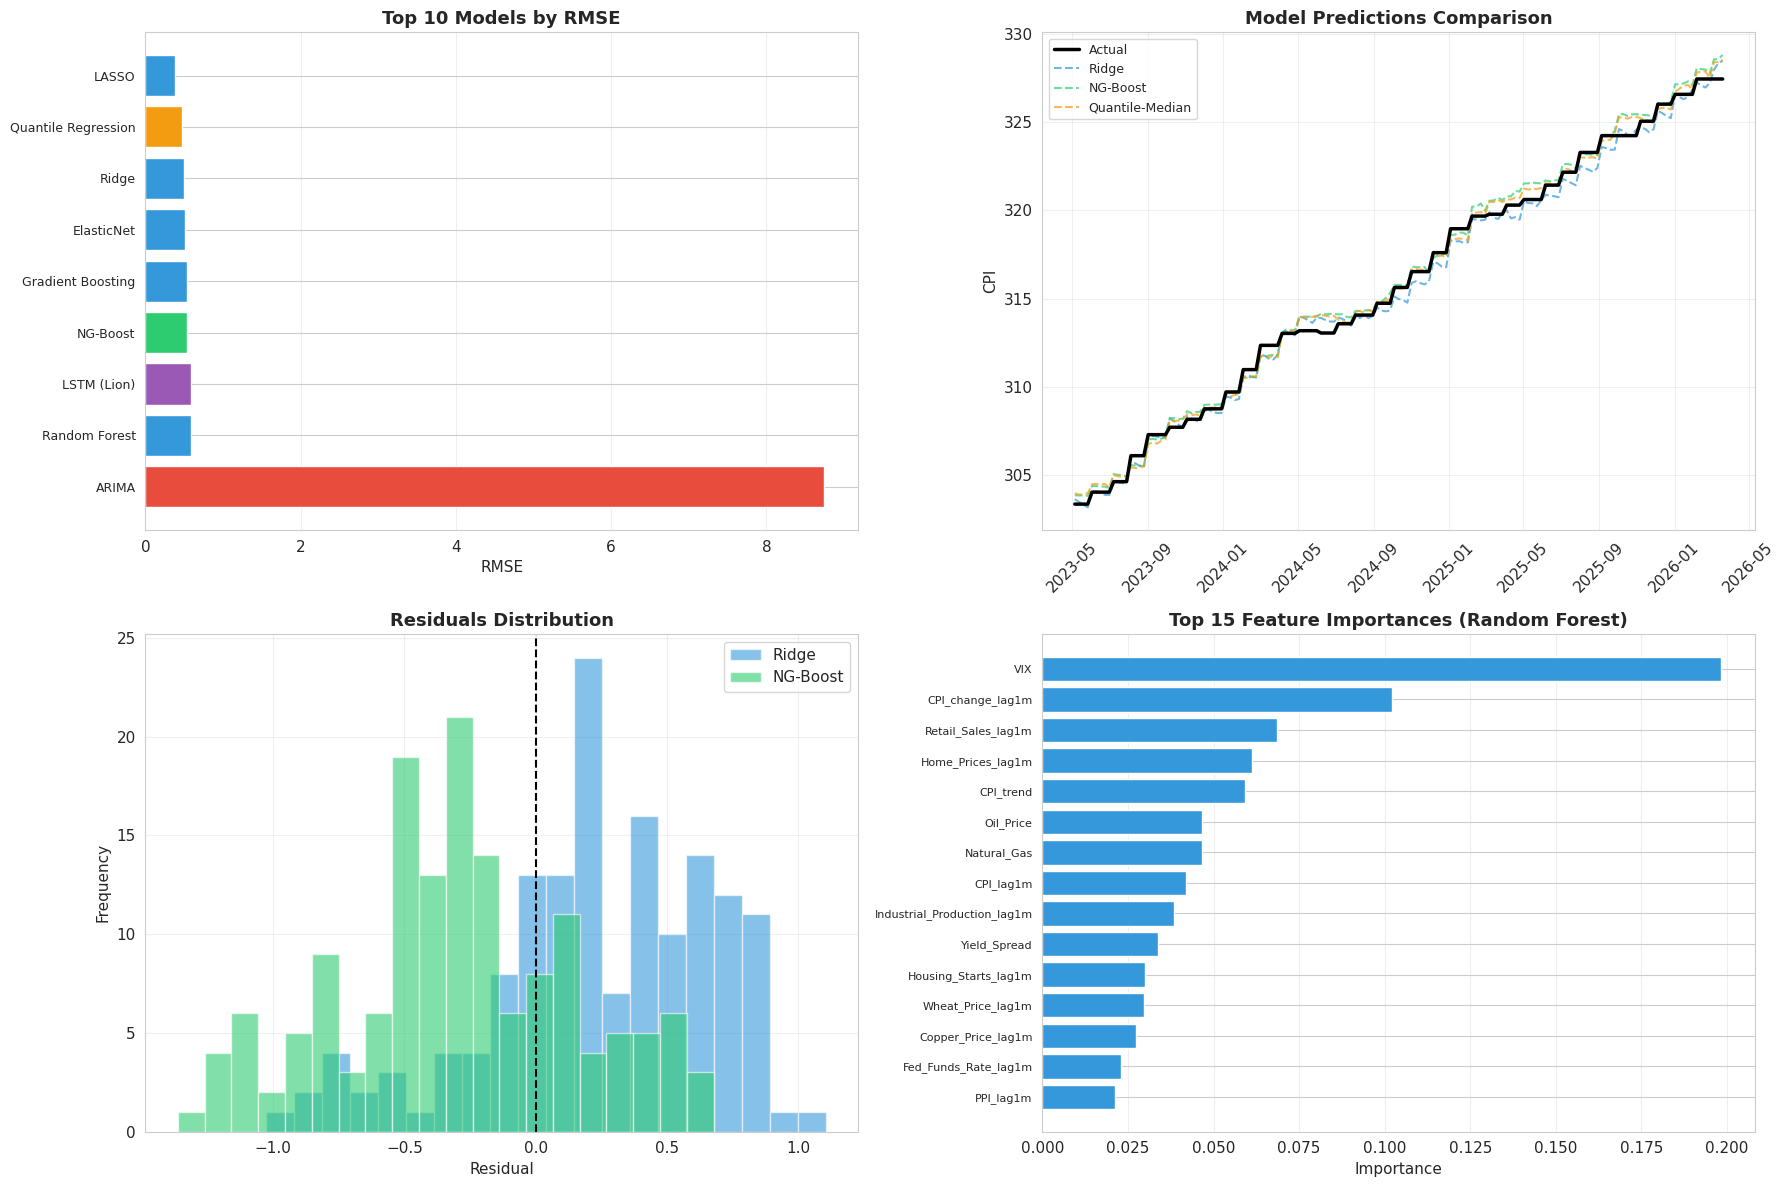 Top 10 Models by RMSE
LASSO
Quantile Regression
Ridge
ElasticNet
Gradient Boosting
NG-Boost
LSTM (Lion)
Random Forest
ARIMA
0 2 4 6 8
RMSE
Model Predictions Comparison
Actual
Ridge
NG-Boost
Quantile-Median
330
325
320
315
310
305
CPI
2023-05 2023-09 2024-01 2024-05 2024-09 2025-01 2025-05 2025-09 2026-01 2026-05
Residuals Distribution
Ridge
NG-Boost
25
20
15
10
5
0
Frequency
−1.0 −0.5 0.0 0.5 1.0
Residual
Top 15 Feature Importances (Random Forest)
VIX
CPI_change_lag1m
Retail_Sales_lag1m
Home_Prices_lag1m
CPI_trend
Oil_Price
Natural_Gas
CPI_lag1m
Industrial_Production_lag1m
Yield_Spread
Housing_Starts_lag1m
Wheat_Price_lag1m
Copper_Price_lag1m
Fed_Funds_Rate_lag1m
PPI_lag1m
0.000 0.025 0.050 0.075 0.100 0.125 0.150 0.175 0.200
Importance